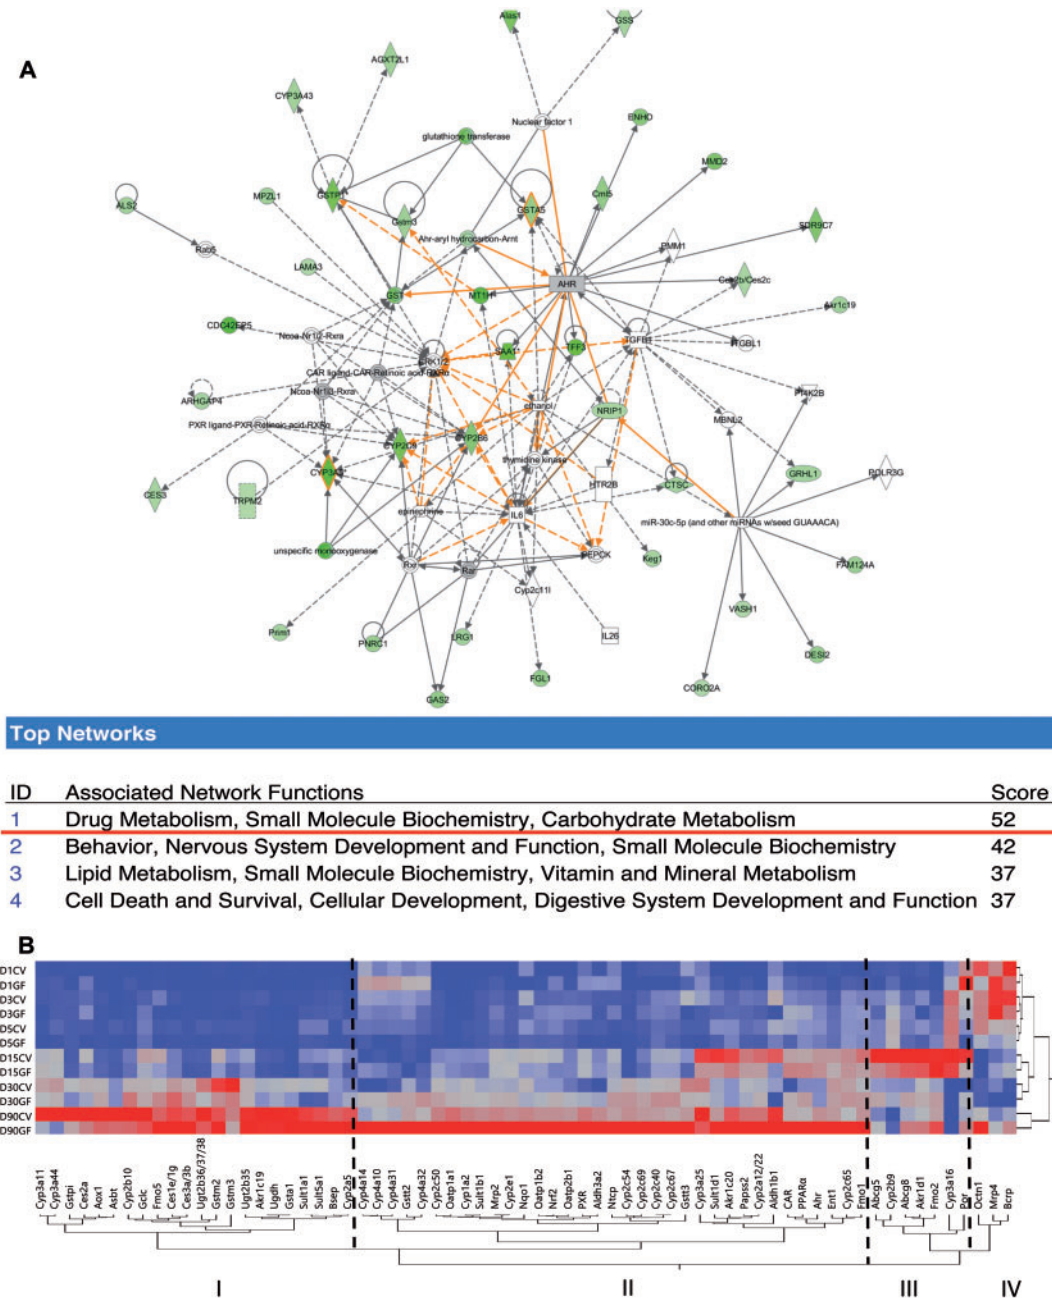 A
Alas1
GSS
AGXT2L1
CYP3A43
Nuclear factor 1
BNHO
glutathione transferase
MMD2
GSTP1
MPZL1
ALS2
Gstm3
GSTA5
Cml5
SDR9C7
Rab5
Ahr-aryl hydrocarbon-Arnt
PMM1
LAMA3
GST
MT1H
AHR
Ces2b/Ces2c
Akr1c19
CDC42EP5
Ncoa-Nr1i2-Rxra
ERK1/2
SAA1
TFF3
TGFB1
ITGBL1
CAR ligand-CAR-Retinoic acid-RXRα
Ncoa-Nr1i3-Rxra
ARHGAP4
ethanol
NRIP1
PI4K2B
MBNL2
PXR ligand-PXR-Retinoic acid-RXRα
CYP2C9
CYP2B6
thymidine kinase
CYP3A5
HTR2B
CTSC
GRHL1
POLR3G
CES3
TRPM2
epinephrine
IL6
miR-30c-5p (and other miRNAs w/seed GUAAACA)
unspecific monooxygenase
Rxr
Rar
PEPCK
Keg1
FAM124A
Cyp2c11l
VASH1
Prim1
PNRC1
LRG1
IL26
DESI2
FGL1
CORO2A
GAS2
Top Networks
ID Associated Network Functions Score
1 Drug Metabolism, Small Molecule Biochemistry, Carbohydrate Metabolism 52
2 Behavior, Nervous System Development and Function, Small Molecule Biochemistry 42
3 Lipid Metabolism, Small Molecule Biochemistry, Vitamin and Mineral Metabolism 37
4 Cell Death and Survival, Cellular Development, Digestive System Development and Function 37
B
D1CV
D1GF
D3CV
D3GF
D5CV
D5GF
D15CV
D15GF
D30CV
D30GF
D90CV
D90GF
Cyp3a11
Cyp3a44
Gstpi
Ces2a
Aox1
Asbt
Cyp2b10
Gclc
Fmo5
Ces1e/1g
Ces3a/3b
Ugt2b36/37/38
Gstm2
Gstm3
Ugt2b35
Akr1c19
Ugdh
Gsta1
Sult1a1
Sult5a1
Bsep
Cyp2a5
Cyp4a14
Cyp4a10
Gstt2
Cyp4a31
Cyp4a32
Cyp2c50
Oatp1a1
Cyp1a2
Sult1b1
Mrp2
Cyp2e1
Nqo1
Oatp1b2
Nrf2
Oatp2b1
PXR
Aldh3a2
Ntcp
Cyp2c54
Cyp2c69
Cyp2c40
Cyp2c67
Gstt3
Cyp3a25
Sult1d1
Akr1c20
Papss2
Cyp2a12/22
Aldh1b1
CAR
PPARα
Ahr
Ent1
Cyp2c65
Fmo1
Abcg5
Cyp2b9
Abcg8
Akr1d1
Fmo2
Cyp3a16
Por
Octn1
Mrp4
Bcrp
I II III IV